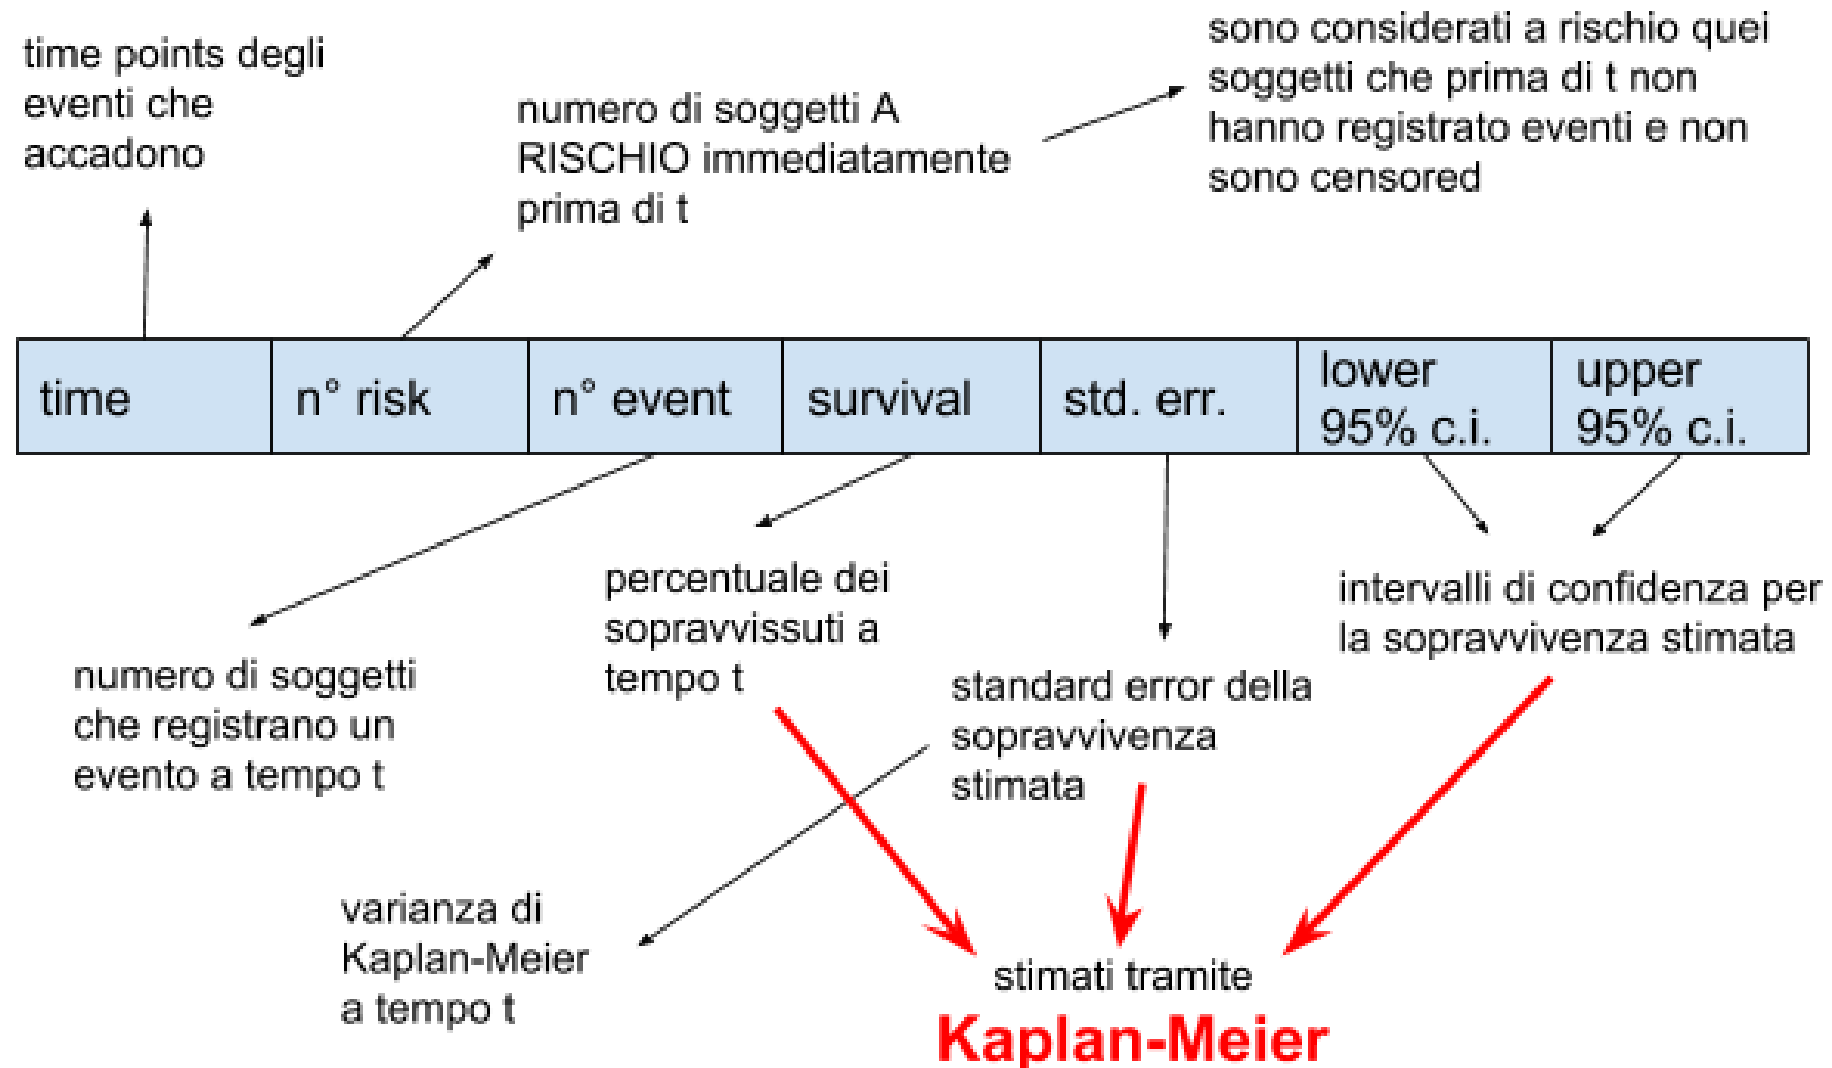 time points degli
eventi che
accadono
numero di soggetti A
RISCHIO immediatamente
prima di t
sono considerati a rischio quei
soggetti che prima di t non
hanno registrato eventi e non
sono censored
time
n° risk
n° event
survival
std. err.
lower
95% c.i.
upper
95% c.i.
numero di soggetti
che registrano un
evento a tempo t
percentuale dei
sopravvissuti a
tempo t
standard error della
sopravvivenza
stimata
intervalli di confidenza per
la sopravvivenza stimata
varianza di
Kaplan-Meier
a tempo t
stimati tramite
Kaplan-Meier